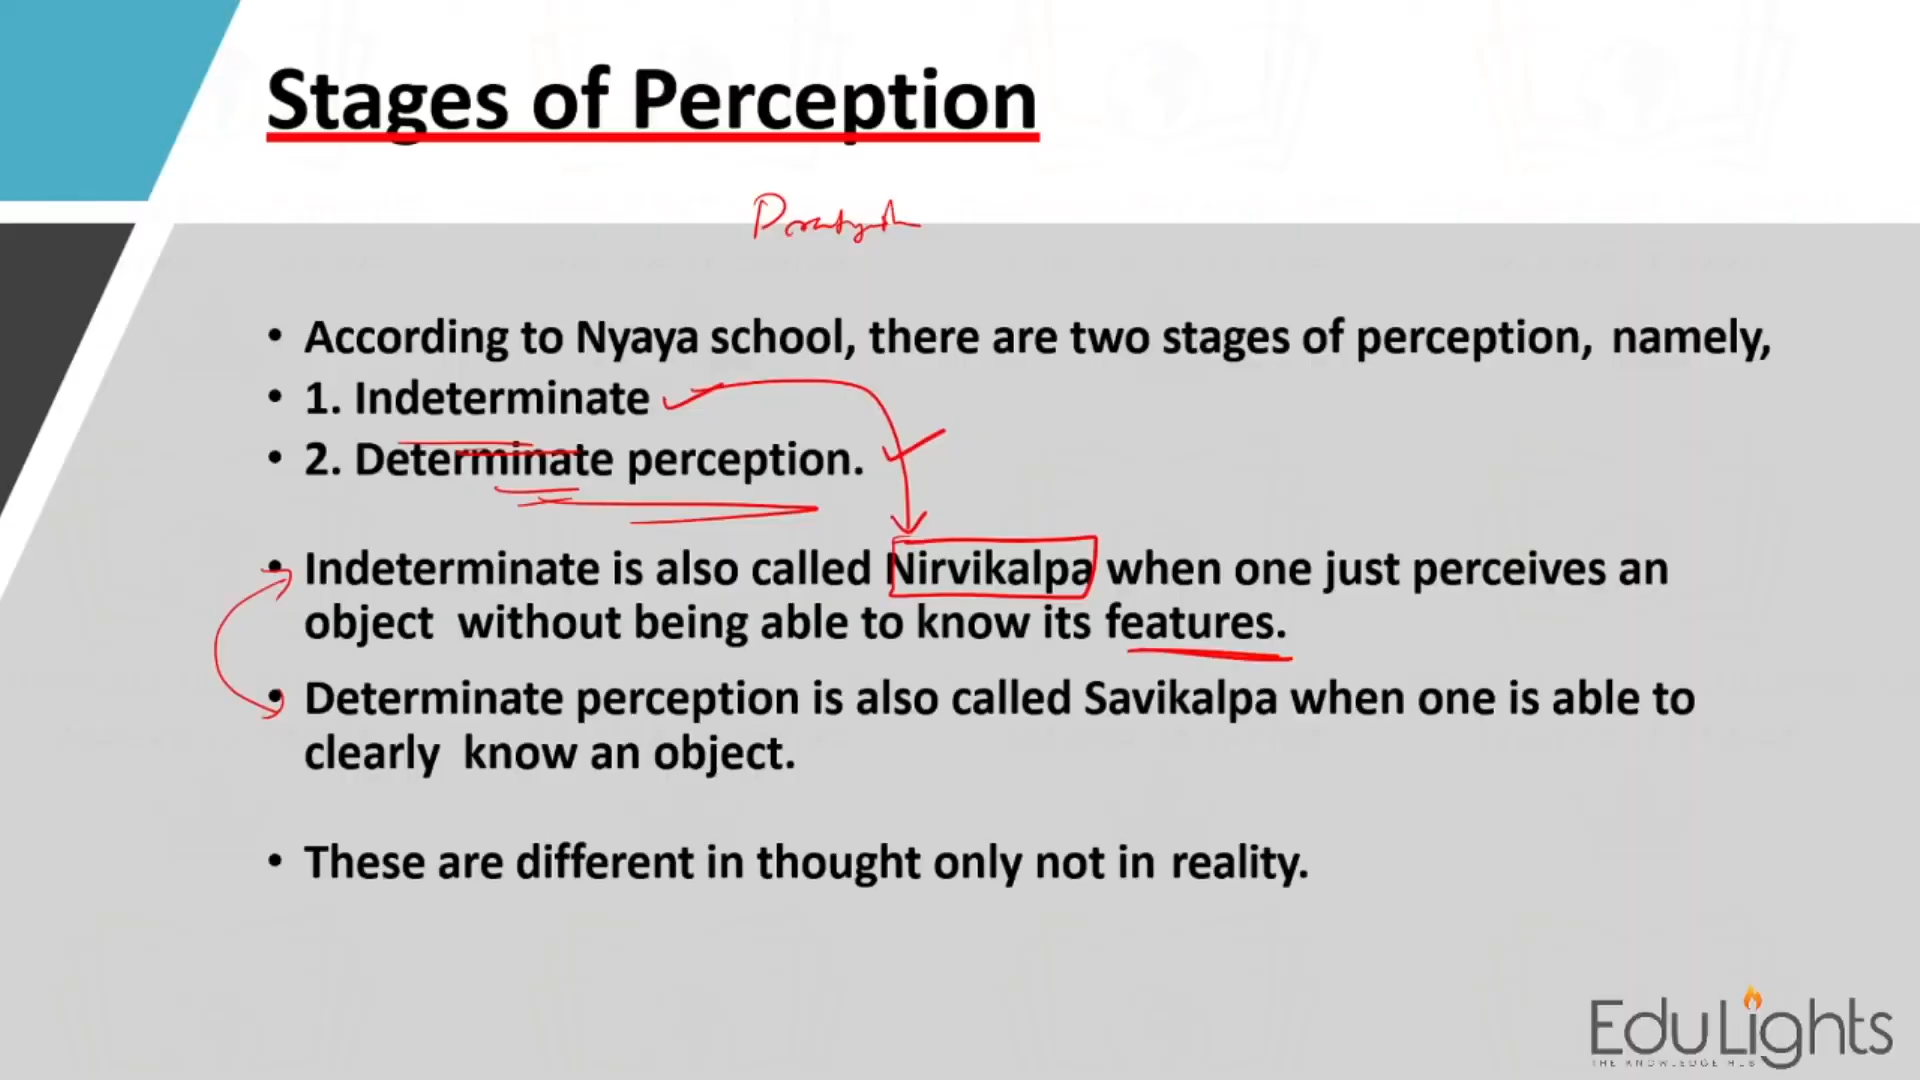 Stages of Perception
• According to Nyaya school, there are two stages of perception, namely,
• 1. Indeterminate
• 2. Determinate perception.
• Indeterminate is also called Nirvikalpa when one just perceives an
object without being able to know its features.
• Determinate perception is also called Savikalpa when one is able to
clearly know an object.
• These are different in thought only not in reality.
EduLights
THE KNOWLEDGE HUB